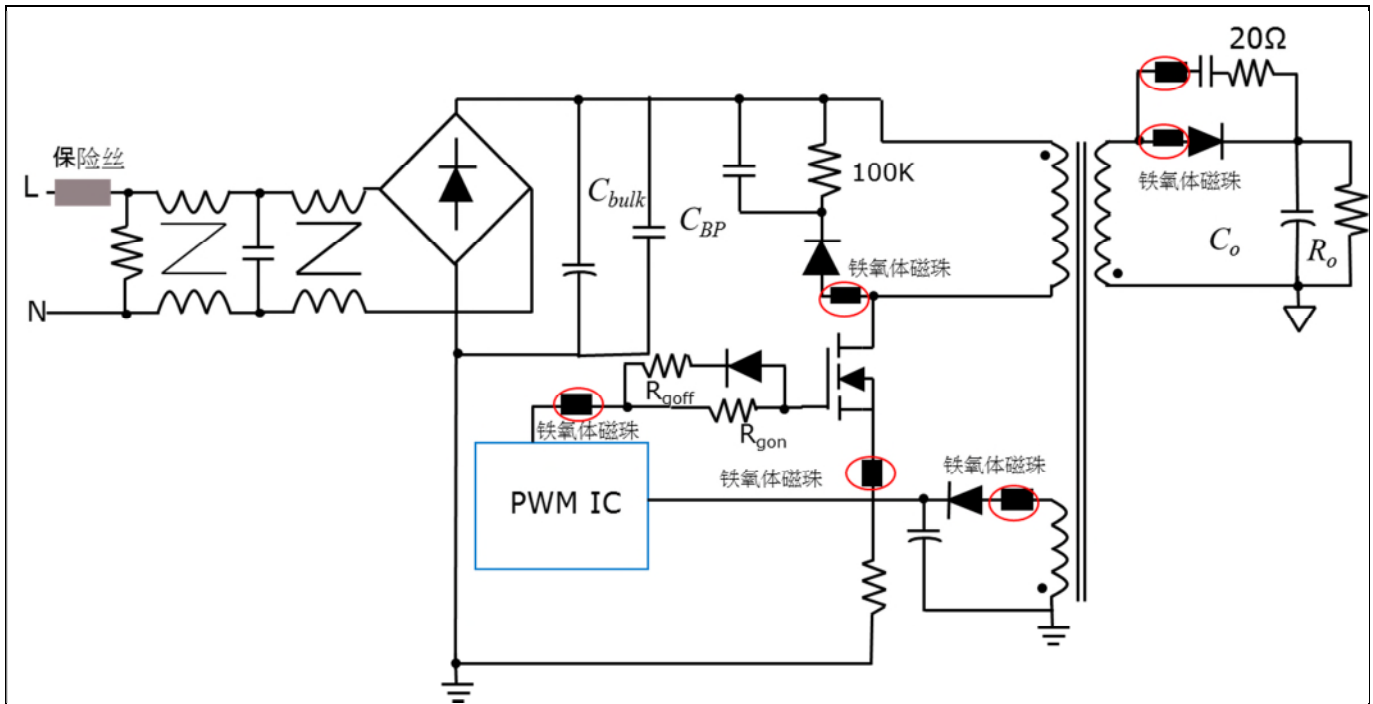 20Ω
保险丝
L
N
C_bulk
C_BP
100K
铁氧体磁珠
铁氧体磁珠
C_o
R_o
R_goff
R_gon
铁氧体磁珠
铁氧体磁珠
铁氧体磁珠
PWM IC